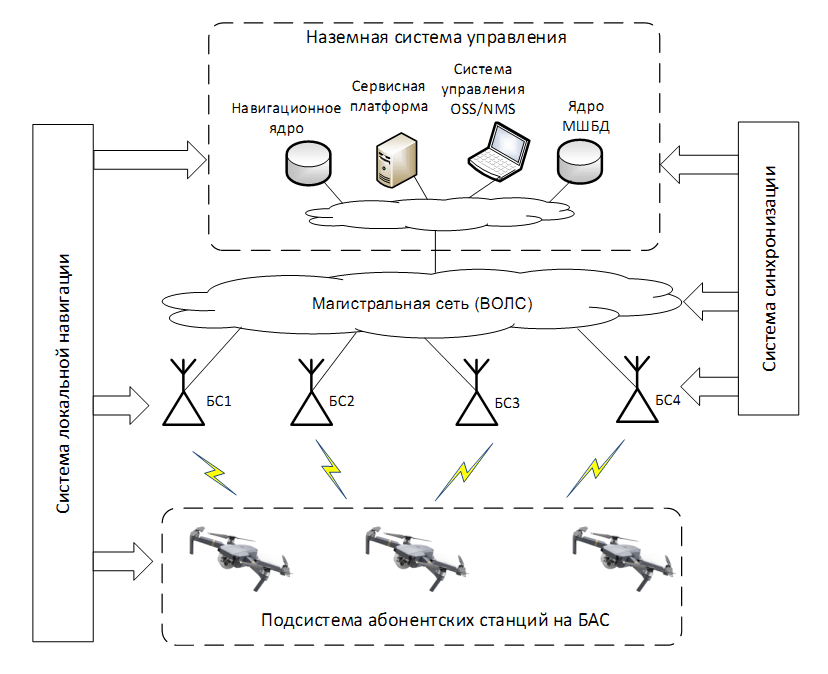 Наземная система управления
Навигационное
ядро
Сервисная
платформа
Система
управления
OSS/NMS
Ядро
МШБД
Система локальной навигации
Система синхронизации
Магистральная сеть (ВОЛС)
БС1
БС2
БС3
БС4
Подсистема абонентских станций на БАС